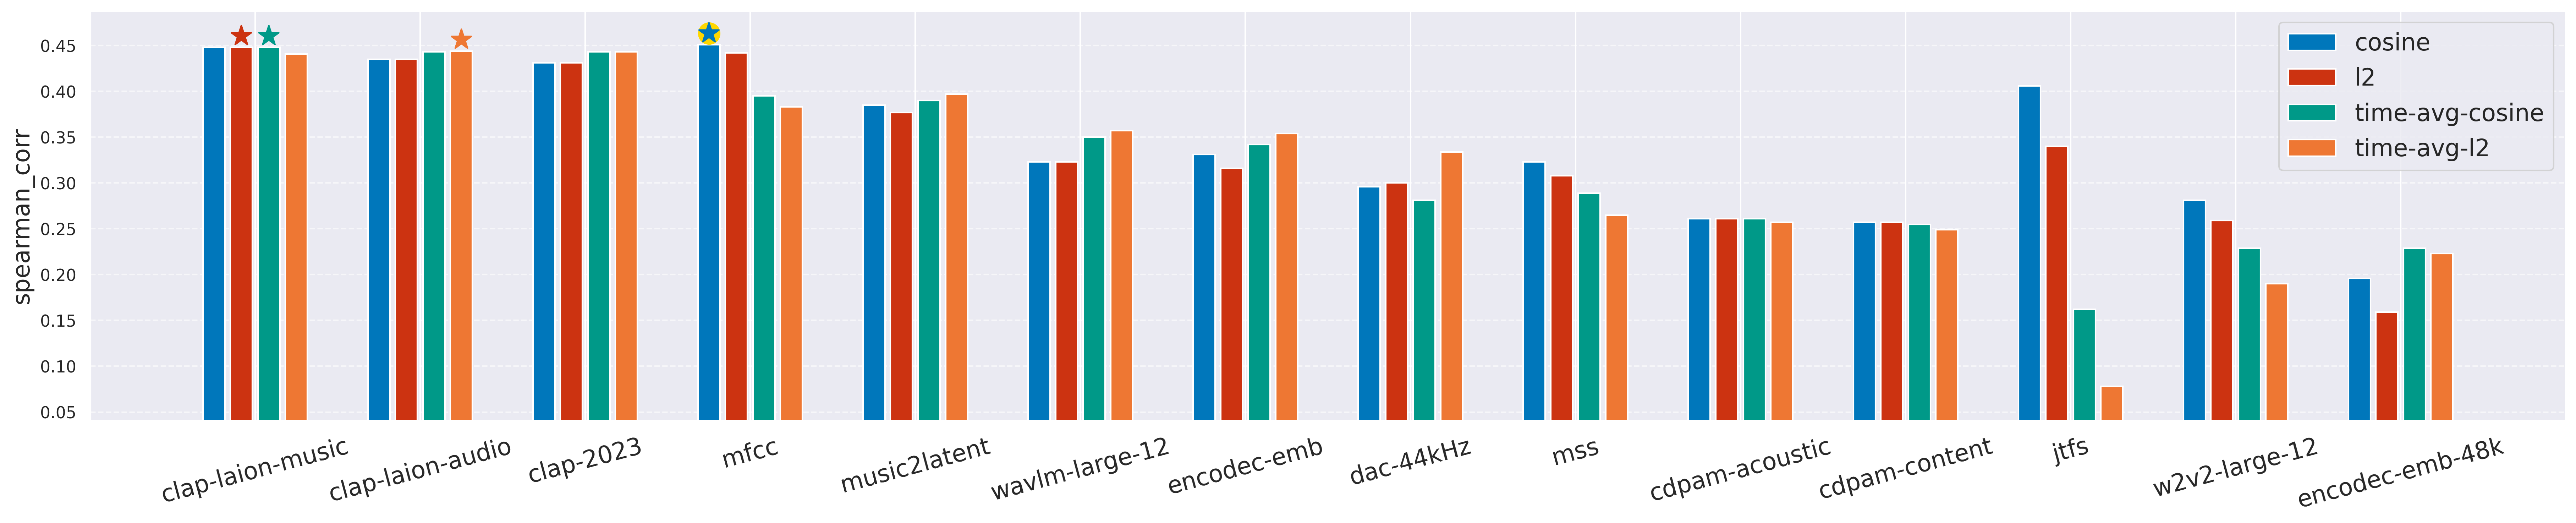 spearman_corr
0.45
0.40
0.35
0.30
0.25
0.20
0.15
0.10
0.05
cosine
l2
time-avg-cosine
time-avg-l2
clap-laion-music
clap-laion-audio
clap-2023
mfcc
music2latent
wavlm-large-12
encodec-emb
dac-44kHz
mss
cdpam-acoustic
cdpam-content
jtfs
w2v2-large-12
encodec-emb-48k